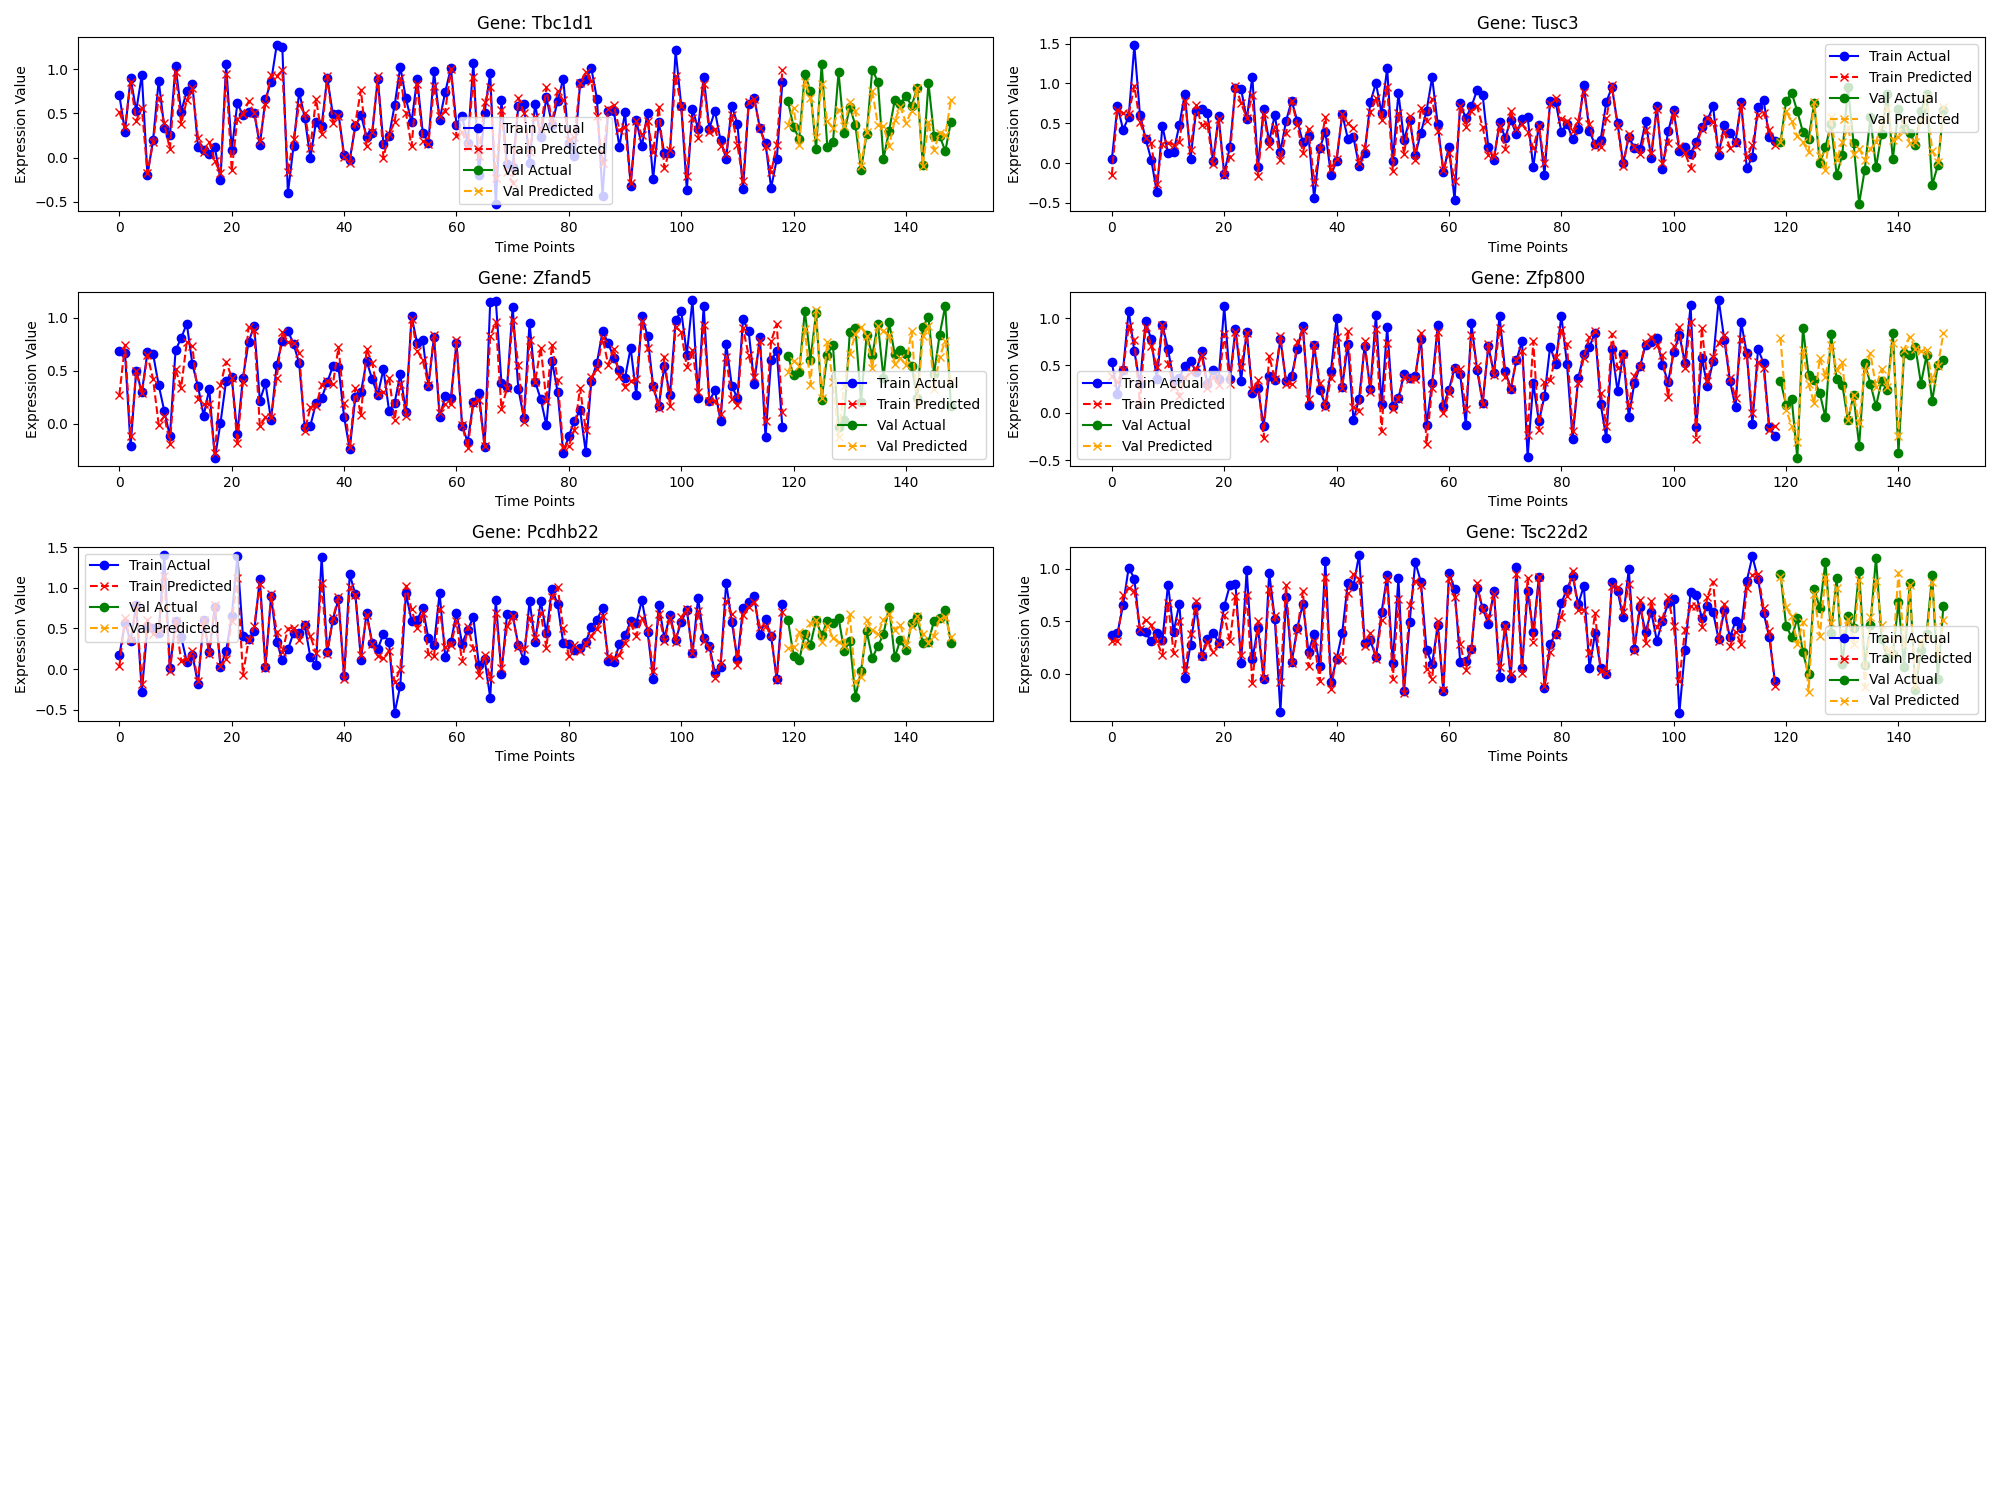 Gene: Tbc1d1
Expression Value
1.0
0.5
0.0
−0.5
Train Actual
Train Predicted
Val Actual
Val Predicted
0 20 40 60 80 100 120 140
Time Points
Gene: Tusc3
Expression Value
1.5
1.0
0.5
0.0
−0.5
Train Actual
Train Predicted
Val Actual
Val Predicted
0 20 40 60 80 100 120 140
Time Points
Gene: Zfand5
Expression Value
1.0
0.5
0.0
Train Actual
Train Predicted
Val Actual
Val Predicted
0 20 40 60 80 100 120 140
Time Points
Gene: Zfp800
Expression Value
1.0
0.5
0.0
−0.5
Train Actual
Train Predicted
Val Actual
Val Predicted
0 20 40 60 80 100 120 140
Time Points
Gene: Pcdhb22
Expression Value
1.5
1.0
0.5
0.0
−0.5
Train Actual
Train Predicted
Val Actual
Val Predicted
0 20 40 60 80 100 120 140
Time Points
Gene: Tsc22d2
Expression Value
1.0
0.5
0.0
Train Actual
Train Predicted
Val Actual
Val Predicted
0 20 40 60 80 100 120 140
Time Points